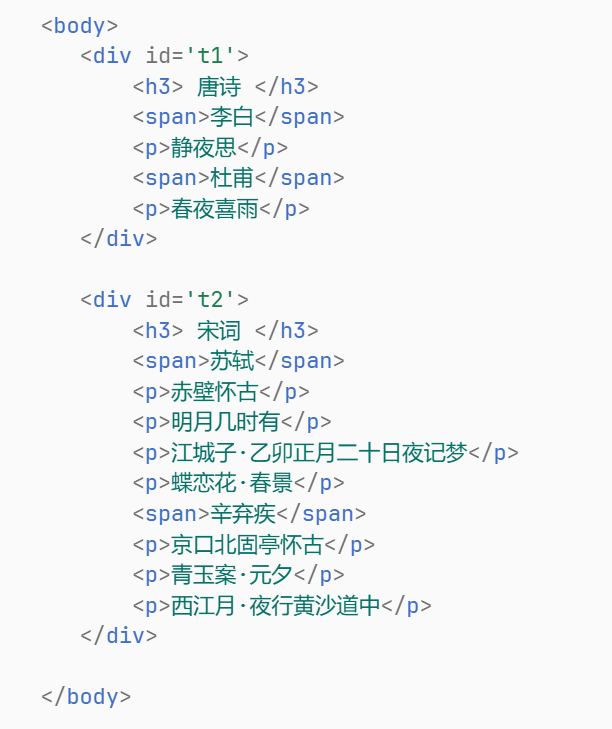 <body>
<div id='t1'>
<h3> 唐诗 </h3>
<span>李白</span>
<p>静夜思</p>
<span>杜甫</span>
<p>春夜喜雨</p>
</div>
<div id='t2'>
<h3> 宋词 </h3>
<span>苏轼</span>
<p>赤壁怀古</p>
<p>明月几时有</p>
<p>江城子·乙卯正月二十日夜记梦</p>
<p>蝶恋花·春景</p>
<span>辛弃疾</span>
<p>京口北固亭怀古</p>
<p>青玉案·元夕</p>
<p>西江月·夜行黄沙道中</p>
</div>
</body>